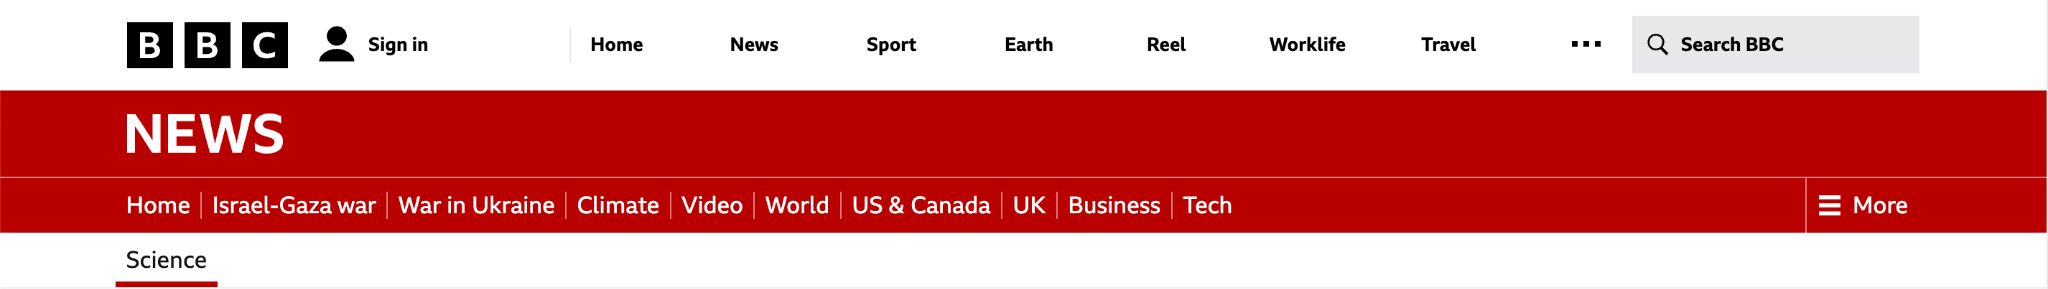 BBC Sign in Home News Sport Earth Reel Worklife Travel ... Search BBC
NEWS
Home Israel-Gaza war War in Ukraine Climate Video World US & Canada UK Business Tech More
Science